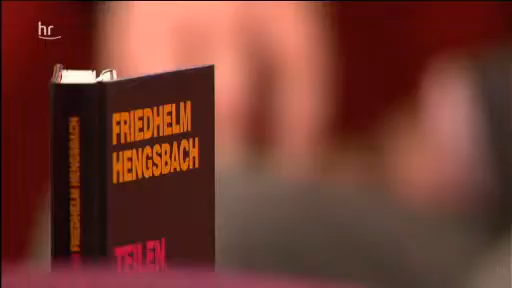 hr
FRIEDHELM
HENGSBACH
TEILEN
FRIEDHELM HENGSBACH